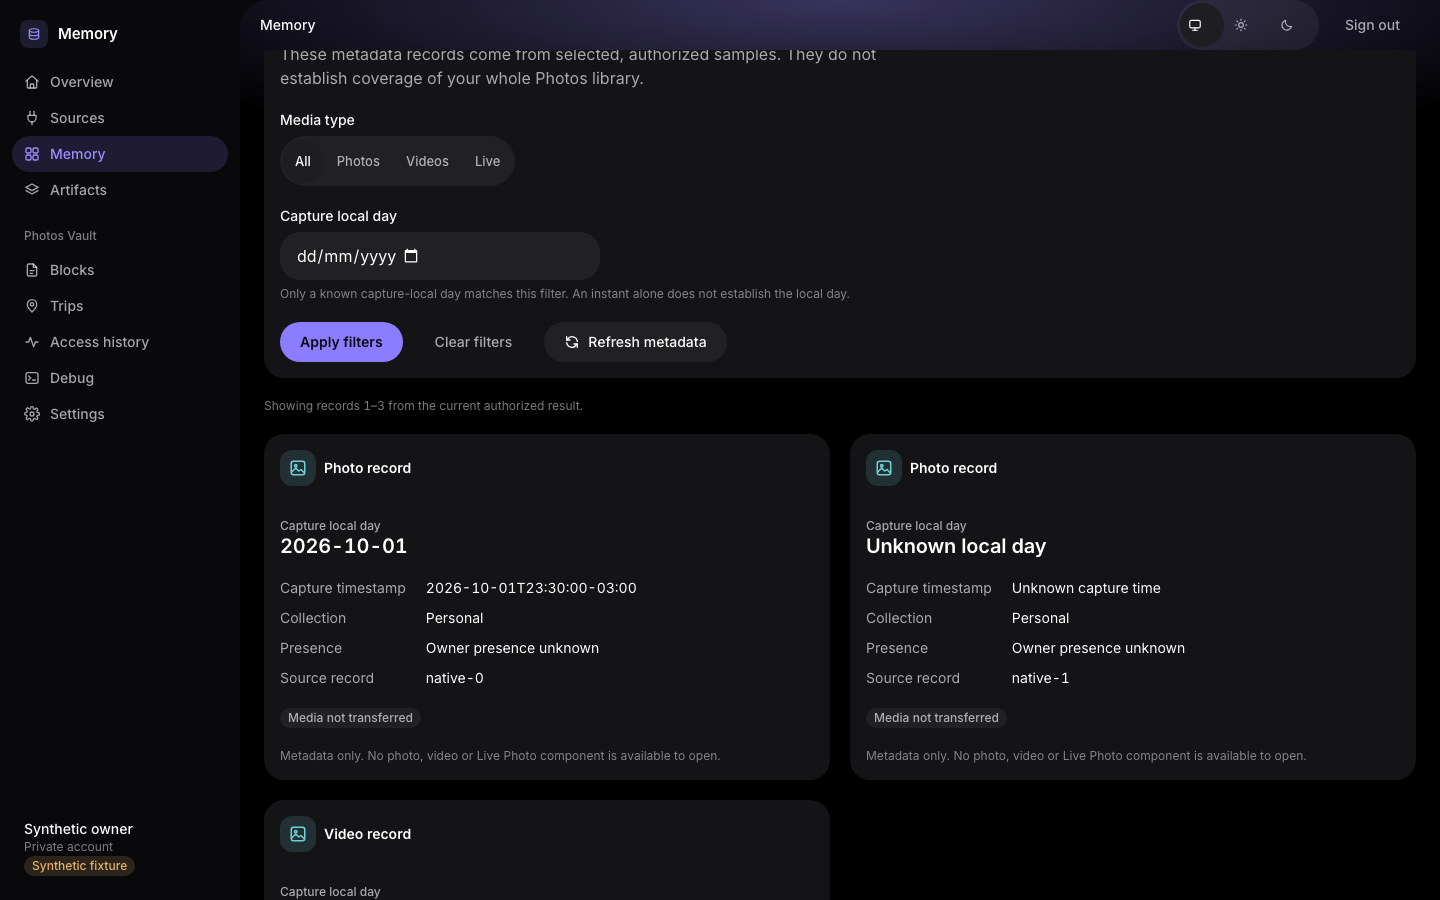 Memory
Overview
Sources
Memory
Artifacts
Photos Vault
Blocks
Trips
Access history
Debug
Settings
Synthetic owner
Private account
Synthetic fixture
Memory
Sign out
These metadata records come from selected, authorized samples. They do not
establish coverage of your whole Photos library.
Media type
All Photos Videos Live
Capture local day
dd/mm/yyyy
Only a known capture-local day matches this filter. An instant alone does not establish the local day.
Apply filters Clear filters Refresh metadata
Showing records 1–3 from the current authorized result.
Photo record
Capture local day
2026-10-01
Capture timestamp 2026-10-01T23:30:00-03:00
Collection Personal
Presence Owner presence unknown
Source record native-0
Media not transferred
Metadata only. No photo, video or Live Photo component is available to open.
Photo record
Capture local day
Unknown local day
Capture timestamp Unknown capture time
Collection Personal
Presence Owner presence unknown
Source record native-1
Media not transferred
Metadata only. No photo, video or Live Photo component is available to open.
Video record
Capture local day